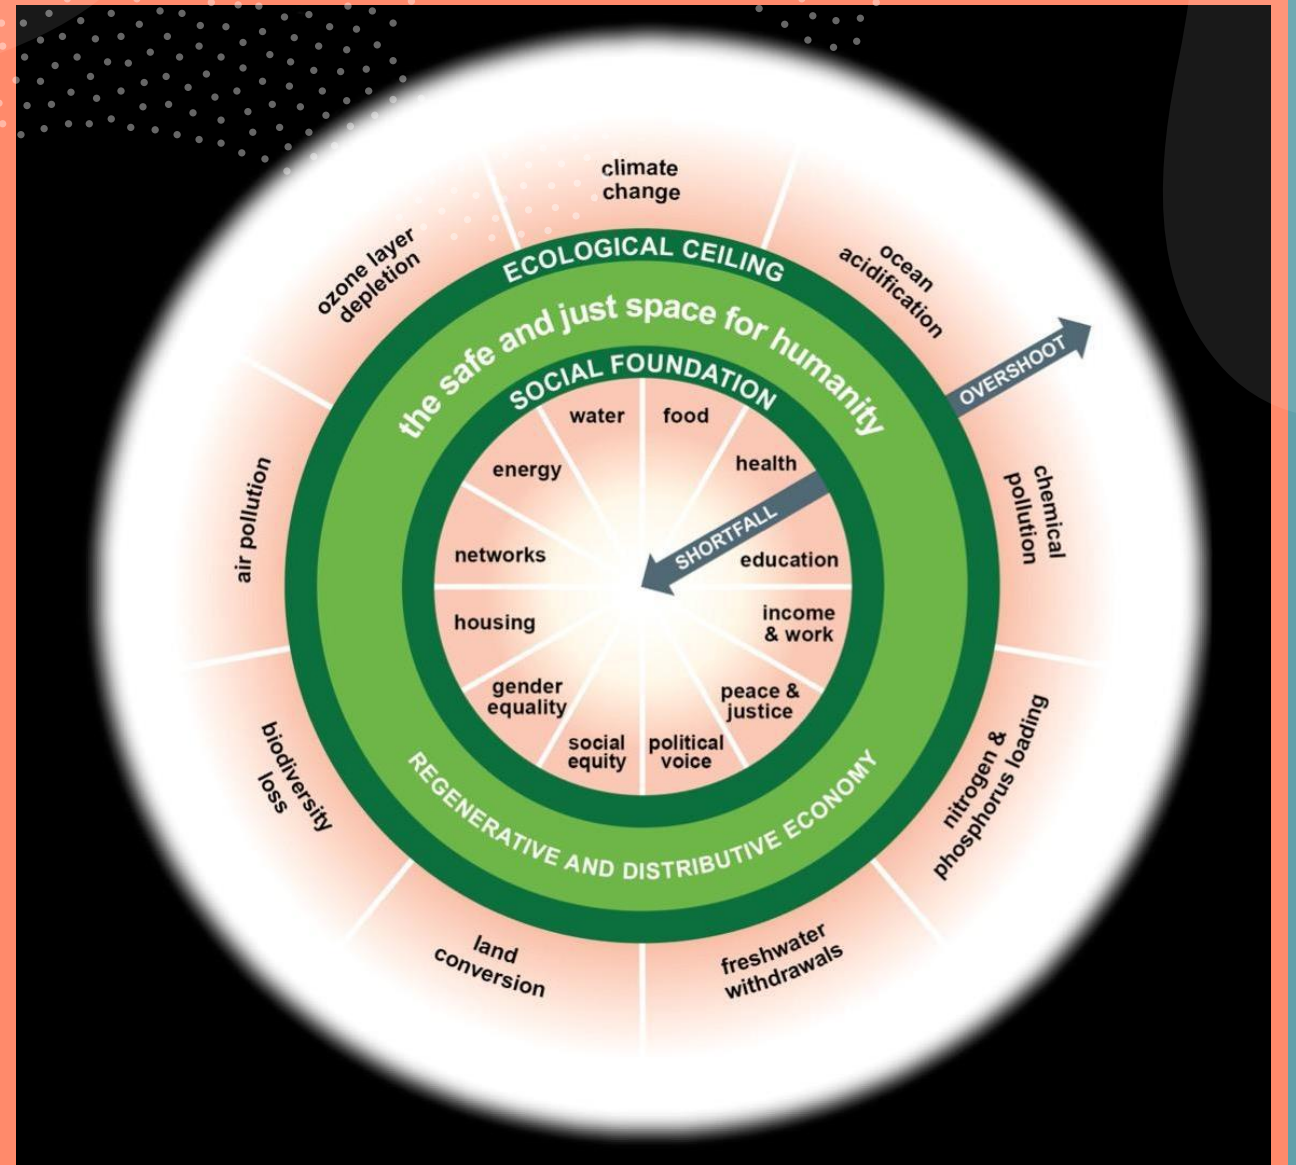 climate
change
ocean
acidification
OVERSHOOT
chemical
pollution
nitrogen &
phosphorus loading
freshwater
withdrawals
land
conversion
biodiversity
loss
air pollution
ozone layer
depletion
ECOLOGICAL CEILING
the safe and just space for humanity
SOCIAL FOUNDATION
water
food
health
SHORTFALL
education
income
& work
peace &
justice
political
voice
social
equity
gender
equality
housing
networks
energy
REGENERATIVE AND DISTRIBUTIVE ECONOMY